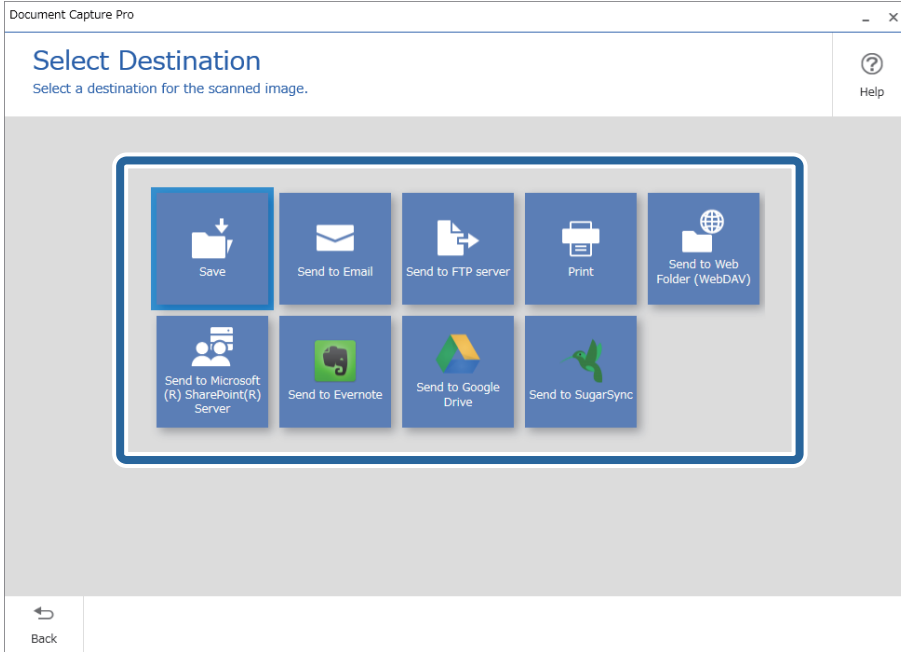 Document Capture Pro
Select Destination
Select a destination for the scanned image.
Help
Save
Send to Email
Send to FTP server
Print
Send to Web
Folder (WebDAV)
Send to Microsoft
(R) SharePoint(R)
Server
Send to Evernote
Send to Google
Drive
Send to SugarSync
Back